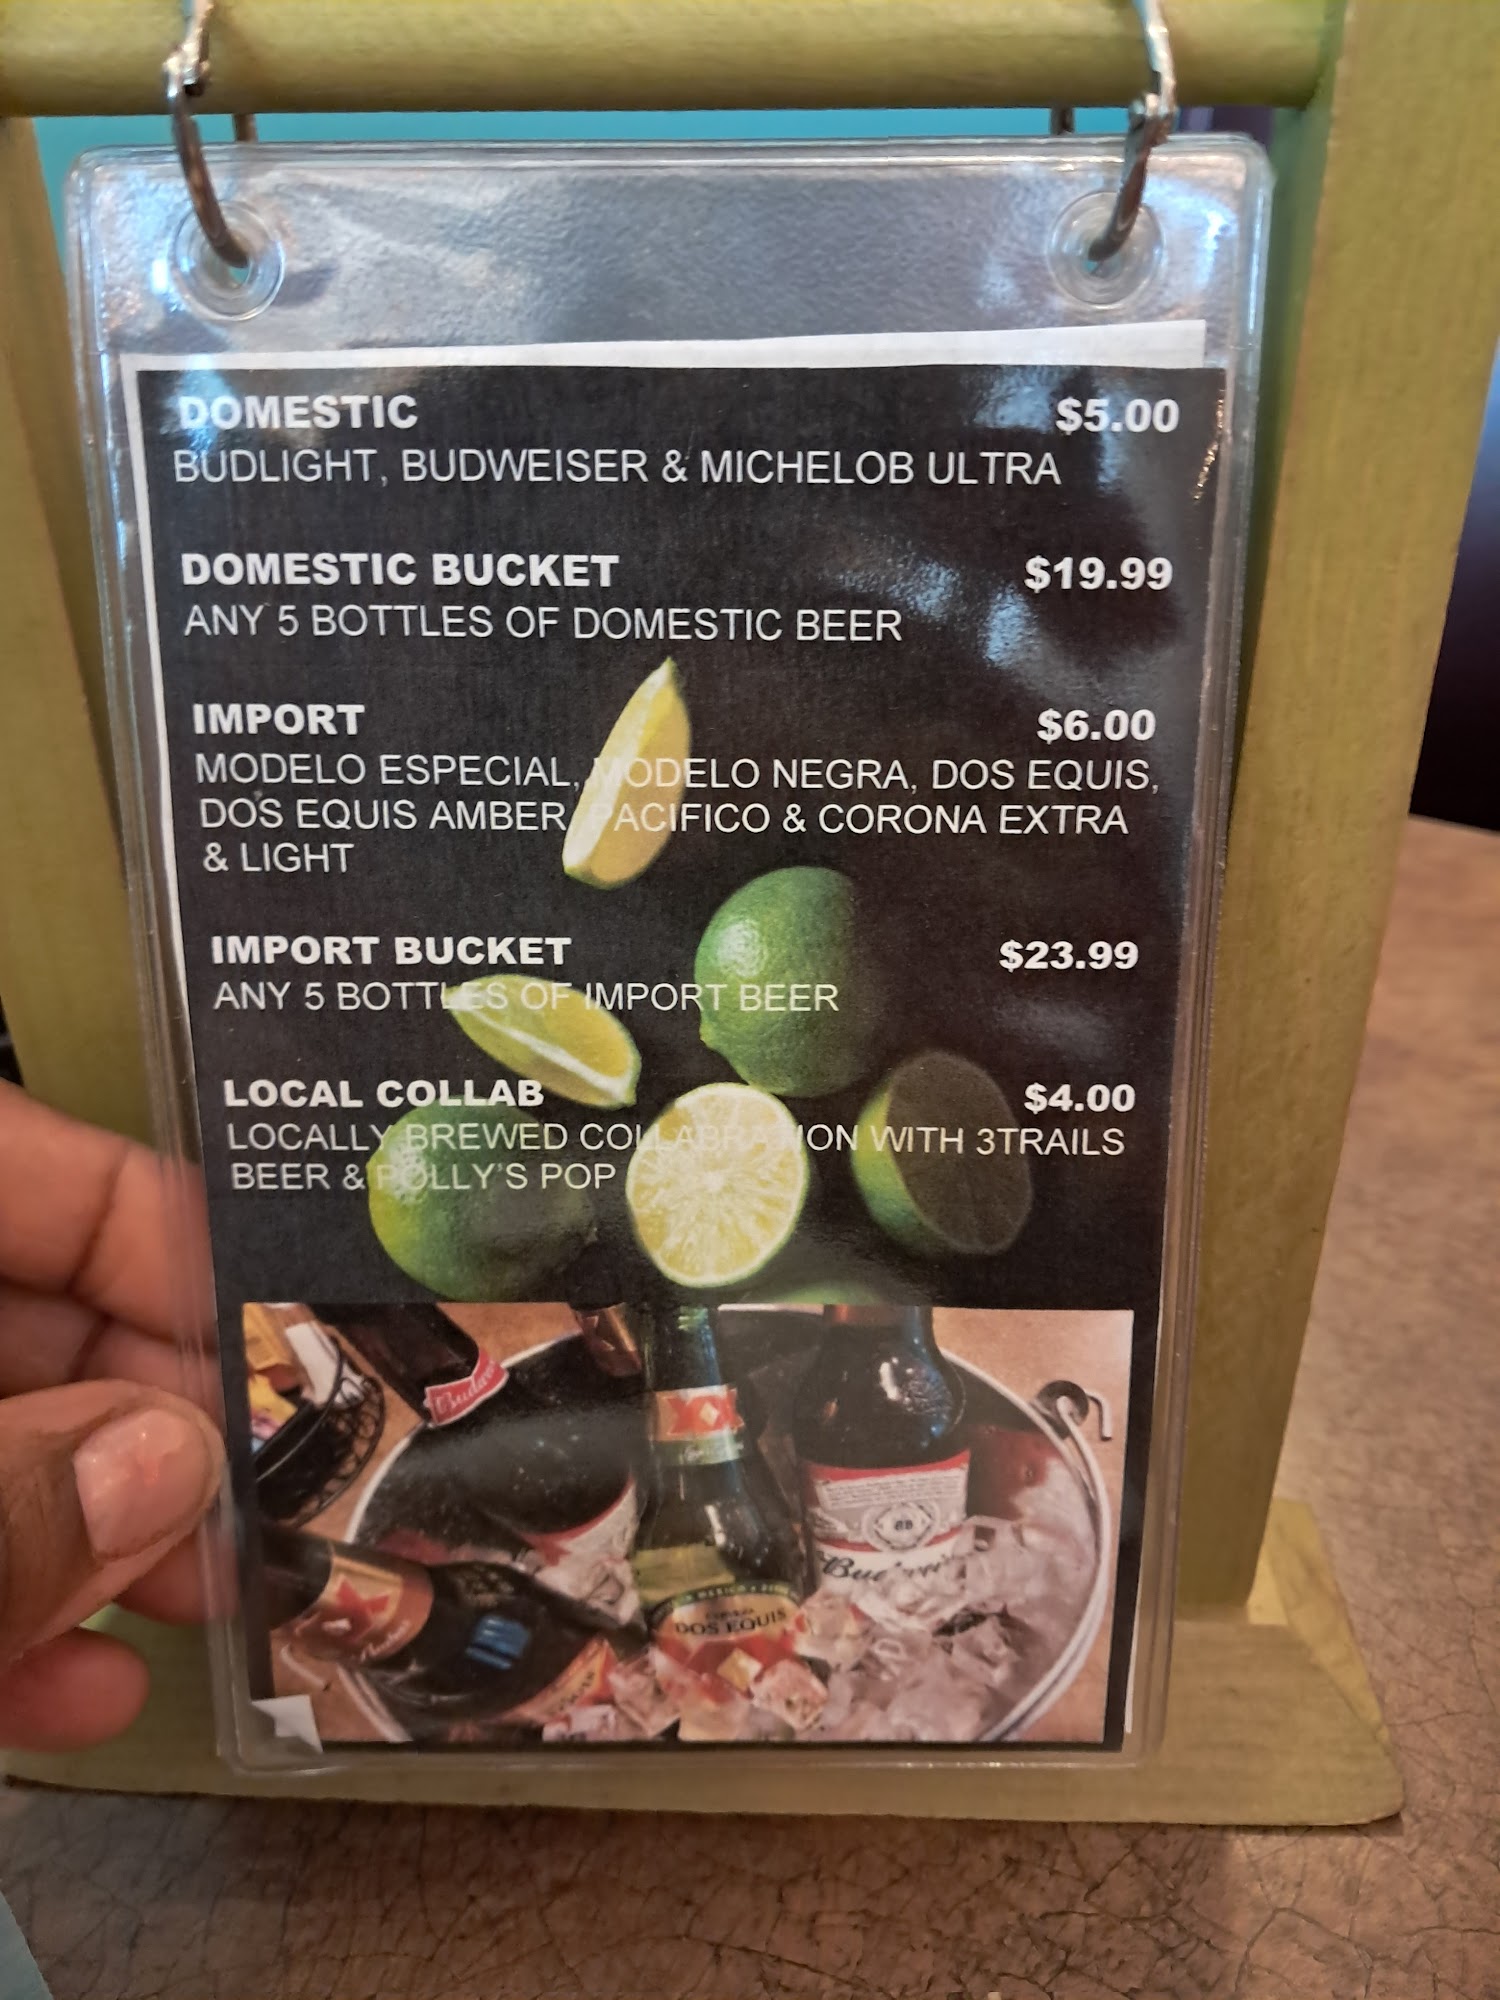 DOMESTIC $5.00
BUDLIGHT, BUDWEISER & MICHELOB ULTRA
DOMESTIC BUCKET $19.99
ANY 5 BOTTLES OF DOMESTIC BEER
IMPORT $6.00
MODELO ESPECIAL, MODELO NEGRA, DOS EQUIS,
DOS EQUIS AMBER, PACIFICO & CORONA EXTRA
& LIGHT
IMPORT BUCKET $23.99
ANY 5 BOTTLES OF IMPORT BEER
LOCAL COLLAB $4.00
LOCALLY BREWED COLLABRATION WITH 3TRAILS
BEER & POLLY'S POP
XX
DOS EQUIS